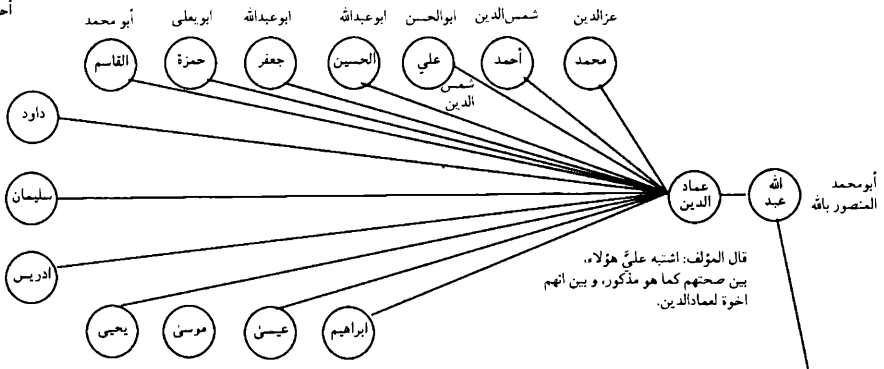 عزالدين
محمد
شمس‌الدين
أحمد
ابوالحسن
علي
شمس
الدين
ابوعبدالله
الحسين
ابوعبدالله
جعفر
ابويعلى
حمزة
أبو محمد
القاسم
داود
سليمان
ادريس
يحيى
موسىٰ
عيسىٰ
ابراهيم
عماد
الدين
الله
عبد
أبومحمد
المنصور بالله
قال المؤلف: اشتبه عليَّ هؤلاء،
بين صحتهم كما هو مذكور، و بين انهم
اخوة لعمادالدين.